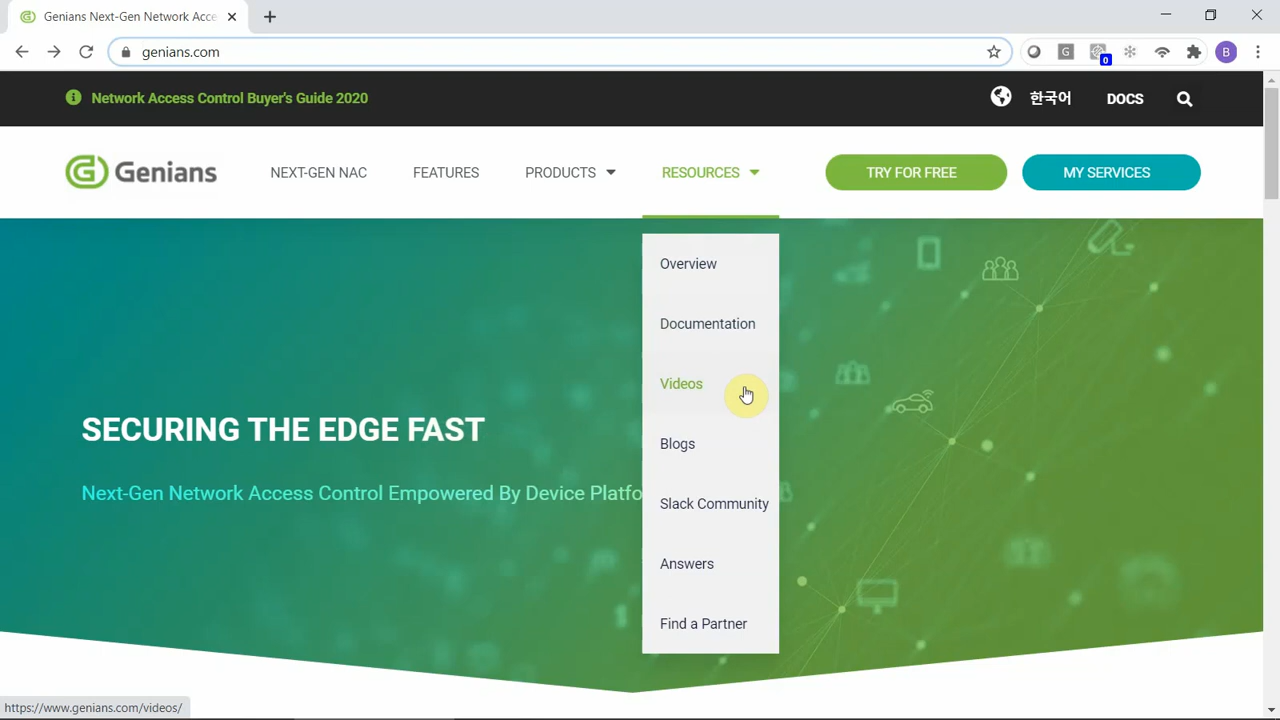 Genians Next-Gen Network Acce
genians.com
G
0
B
Network Access Control Buyer's Guide 2020
한국어
DOCS
Genians
NEXT-GEN NAC
FEATURES
PRODUCTS
RESOURCES
TRY FOR FREE
MY SERVICES
Overview
Documentation
Videos
Blogs
Slack Community
Answers
Find a Partner
SECURING THE EDGE FAST
Next-Gen Network Access Control Empowered By Device Platfo
https://www.genians.com/videos/